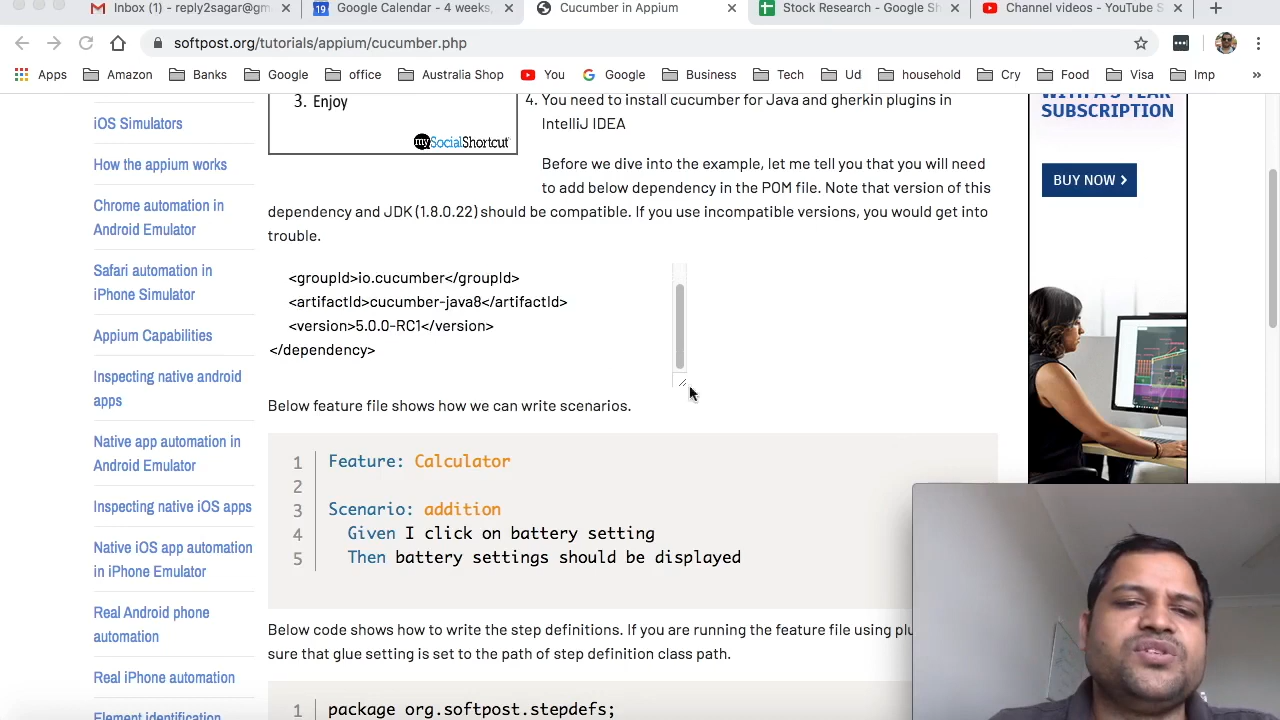 Inbox (1) - reply2sagar@gm
19
Google Calendar - 4 weeks,
Cucumber in Appium
Stock Research - Google Sh
Channel videos - YouTube S
softpost.org/tutorials/appium/cucumber.php
Apps
Amazon
Banks
Google
office
Australia Shop
You
Google
Business
Tech
Ud
household
Cry
Food
Visa
Imp
»
iOS Simulators
How the appium works
Chrome automation in
Android Emulator
Safari automation in
iPhone Simulator
Appium Capabilities
Inspecting native android
apps
Native app automation in
Android Emulator
Inspecting native iOS apps
Native iOS app automation
in iPhone Emulator
Real Android phone
automation
Real iPhone automation
Element identification
3. Enjoy
my SocialShortcut
4. You need to install cucumber for Java and gherkin plugins in
IntelliJ IDEA
Before we dive into the example, let me tell you that you will need
to add below dependency in the POM file. Note that version of this
dependency and JDK (1.8.0.22) should be compatible. If you use incompatible versions, you would get into
trouble.
<groupId>io.cucumber</groupId>
<artifactId>cucumber-java8</artifactId>
<version>5.0.0-RC1</version>
</dependency>
Below feature file shows how we can write scenarios.
1 Feature: Calculator
2
3 Scenario: addition
4 Given I click on battery setting
5 Then battery settings should be displayed
Below code shows how to write the step definitions. If you are running the feature file using plu
sure that glue setting is set to the path of step definition class path.
1 package org.softpost.stepdefs;
WITH A 3 YEAR
SUBSCRIPTION
BUY NOW >